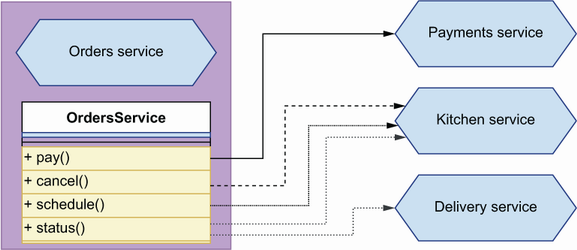 Orders service
OrdersService
+ pay()
+ cancel()
+ schedule()
+ status()
Payments service
Kitchen service
Delivery service